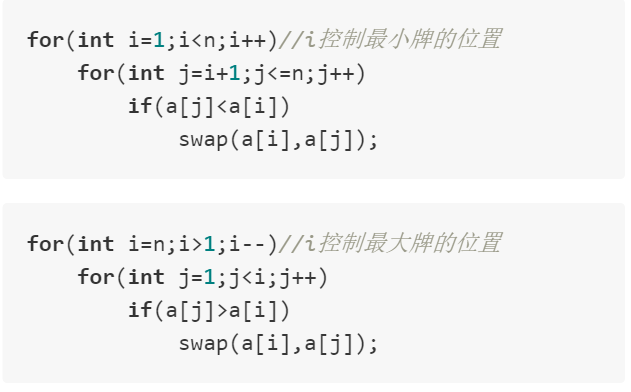 for(int i=1;i<n;i++)//i控制最小牌的位置
    for(int j=i+1;j<=n;j++)
        if(a[j]<a[i])
            swap(a[i],a[j]);
for(int i=n;i>1;i--)//i控制最大牌的位置
    for(int j=1;j<i;j++)
        if(a[j]>a[i])
            swap(a[i],a[j]);